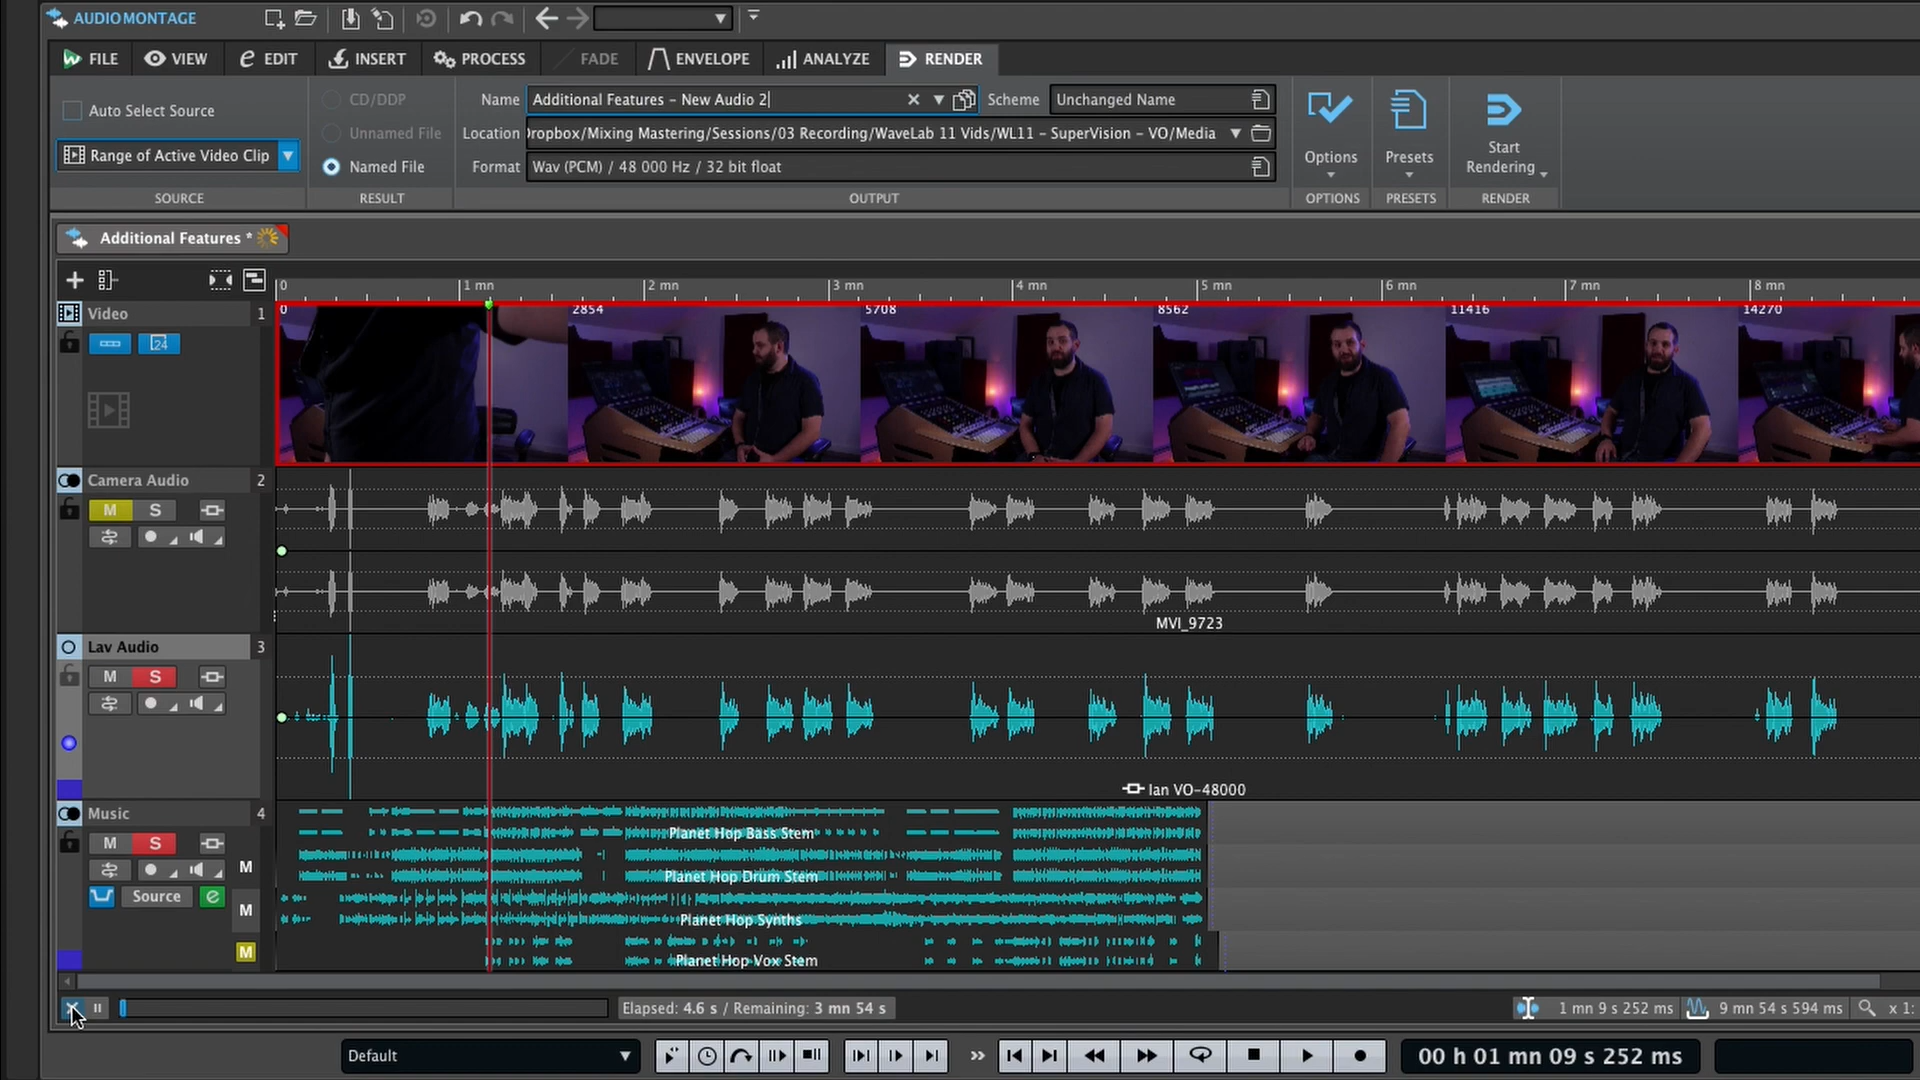 AUDIO MONTAGE
FILE VIEW EDIT INSERT PROCESS FADE ENVELOPE ANALYZE RENDER
Auto Select Source
Range of Active Video Clip
SOURCE
CD/DDP
Unnamed File
Named File
RESULT
Name Additional Features - New Audio 2 Scheme Unchanged Name
Location ropbox/Mixing Mastering/Sessions/03 Recording/WaveLab 11 Vids/WL11 - SuperVision - VO/Media
Format Wav (PCM) / 48 000 Hz / 32 bit float
OUTPUT
Options
OPTIONS
Presets
PRESETS
Start
Rendering
RENDER
Additional Features *
0 1 mn 2 mn 3 mn 4 mn 5 mn 6 mn 7 mn 8 mn
Video 1
24
0 2854 5708 8562 11416 14270
Camera Audio 2
M S
MVI_9723
Lav Audio 3
M S
Ian VO-48000
Music 4
M S
M
Source e
M
M
Planet Hop Bass Stem
Planet Hop Drum Stem
Planet Hop Synths
Planet Hop Vox Stem
Elapsed: 4.6 s / Remaining: 3 mn 54 s
1 mn 9 s 252 ms 9 mn 54 s 594 ms x 1:
Default
00 h 01 mn 09 s 252 ms